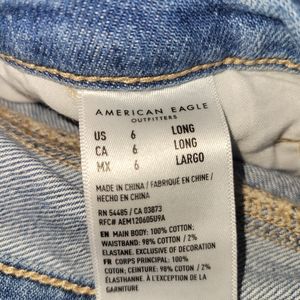 AMERICAN EAGLE
OUTFITTERS
US 6 LONG
CA 6 LONG
MX 6 LARGO
MADE IN CHINA / FABRIQUÉ EN CHINE /
HECHO EN CHINA
RN 54485 / CA 03873
RFC# AEM120605U9A
EN MAIN BODY: 100% COTTON;
WAISTBAND: 98% COTTON / 2%
ELASTANE. EXCLUSIVE OF DECORATION
FR CORPS PRINCIPAL: 100%
COTON; CEINTURE: 98% COTON / 2%
ÉLASTHANNE. À L'EXCEPTION DE LA
GARNITURE